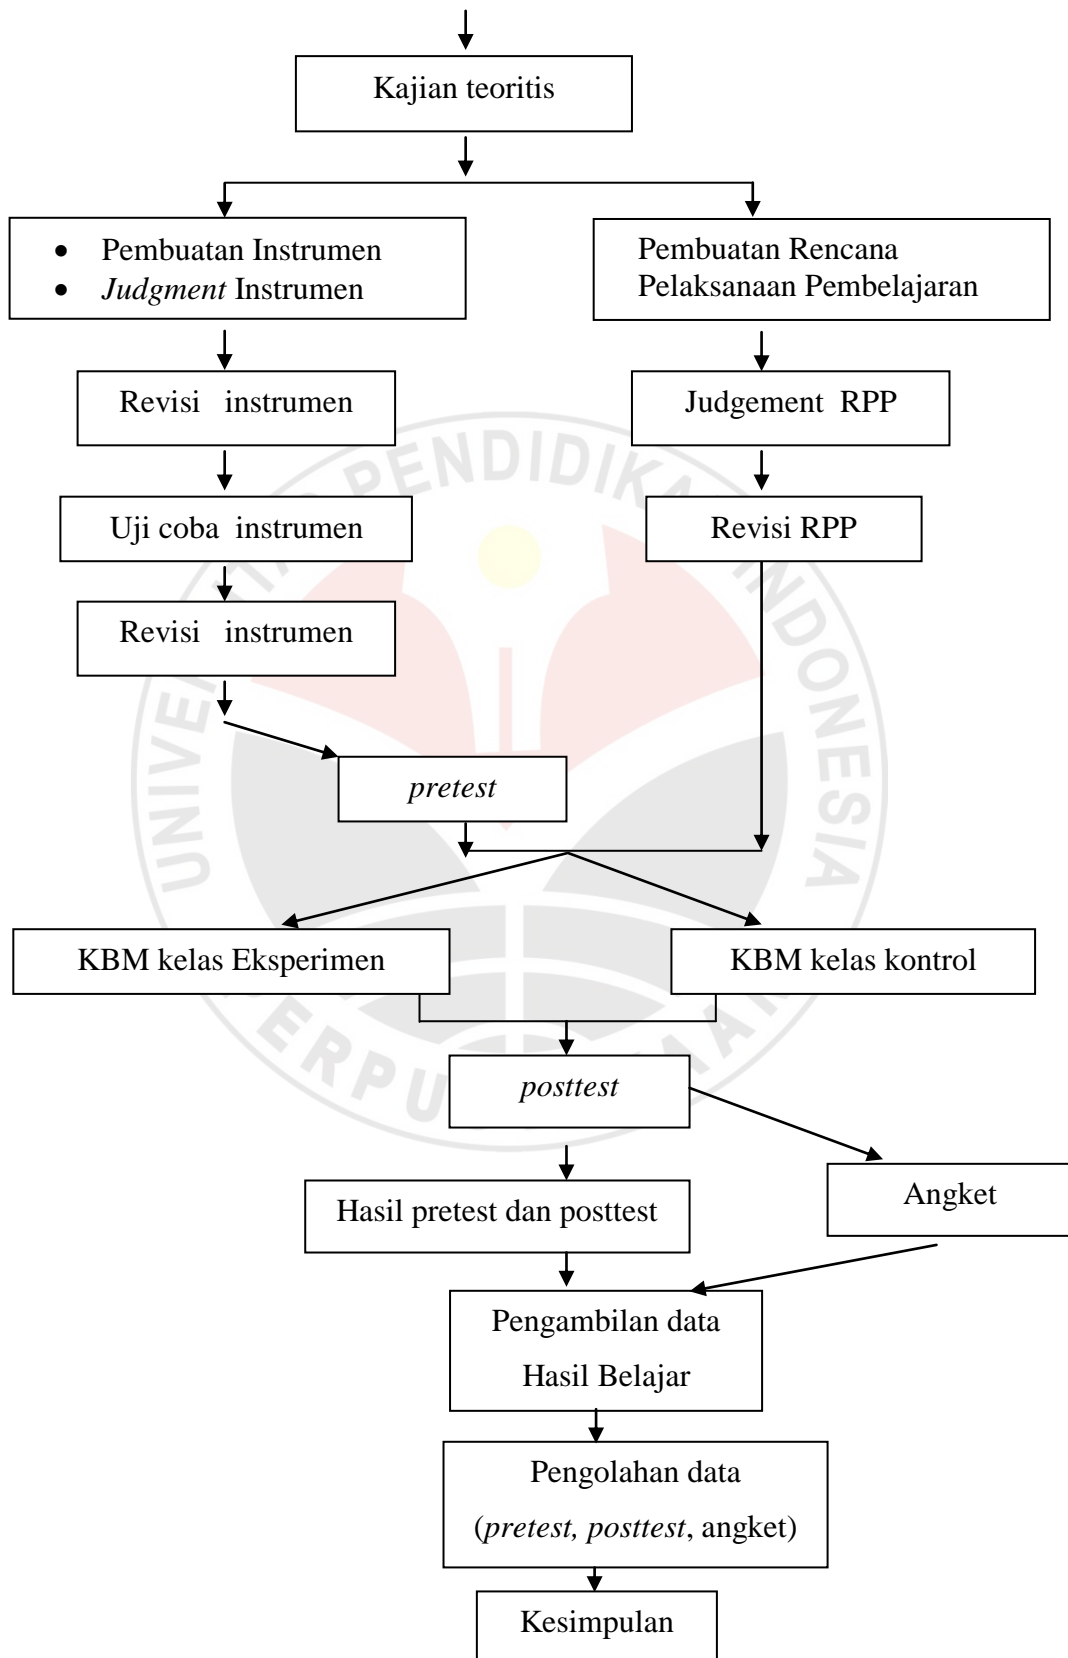 Kajian teoritis
• Pembuatan Instrumen
• Judgment Instrumen
Pembuatan Rencana
Pelaksanaan Pembelajaran
Revisi instrumen
Judgement RPP
Uji coba instrumen
Revisi RPP
Revisi instrumen
pretest
KBM kelas Eksperimen
KBM kelas kontrol
posttest
Hasil pretest dan posttest
Angket
Pengambilan data
Hasil Belajar
Pengolahan data
(pretest, posttest, angket)
Kesimpulan